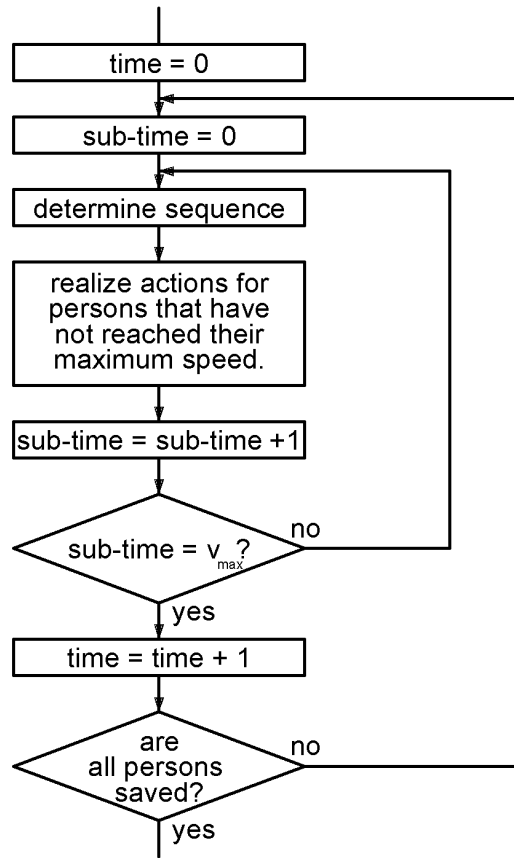 time = 0
sub-time = 0
determine sequence
realize actions for
persons that have
not reached their
maximum speed.
sub-time = sub-time +1
sub-time = vmax?
no
yes
time = time + 1
are
all persons
saved?
no
yes